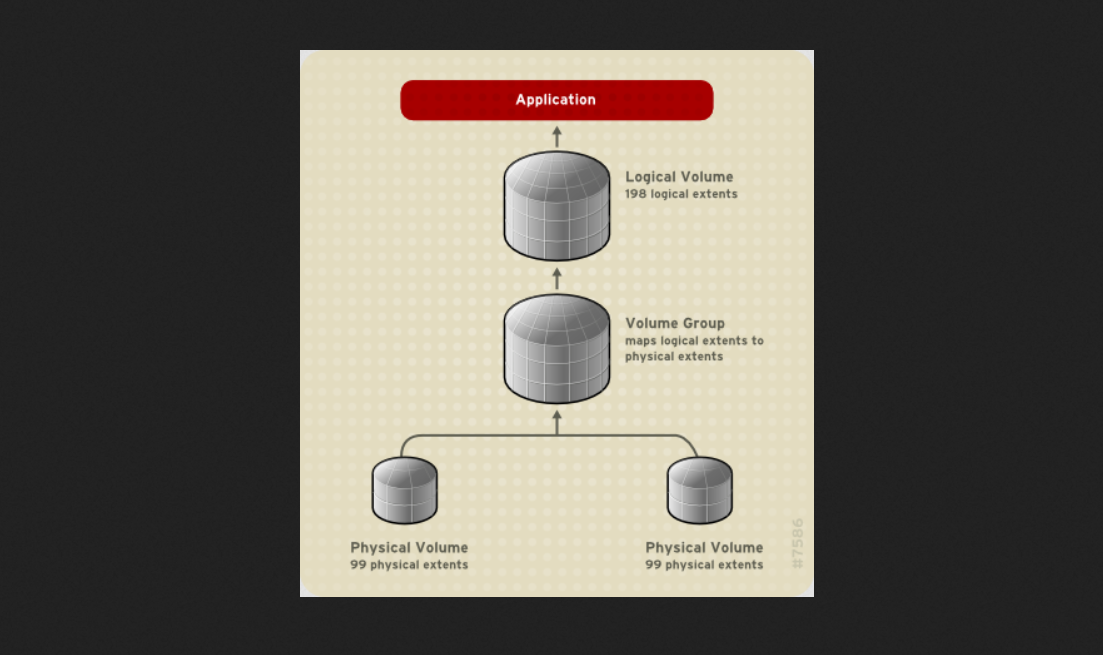 Application
Logical Volume
198 logical extents
Volume Group
maps logical extents to
physical extents
Physical Volume
99 physical extents
Physical Volume
99 physical extents
#7586